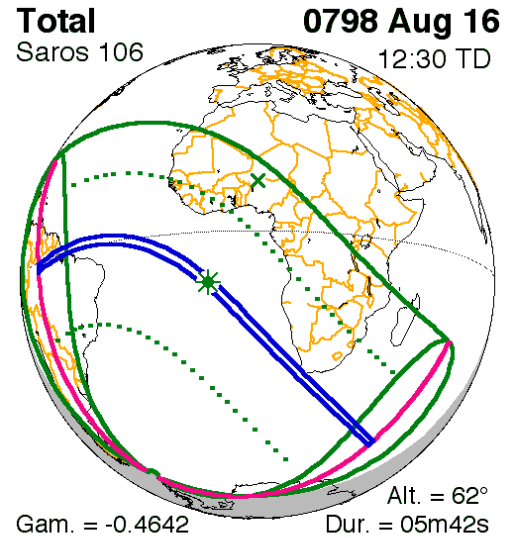 Total 0798 Aug 16
Saros 106 12:30 TD
Alt. = 62°
Gam. = -0.4642 Dur. = 05m42s